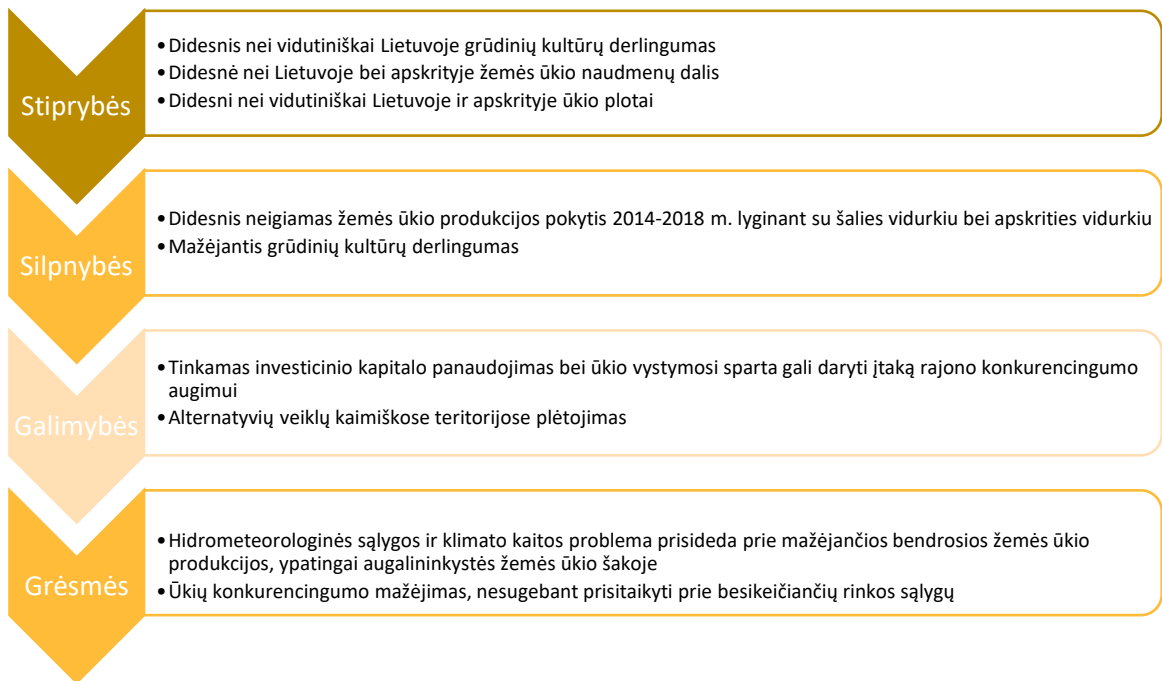 Stiprybės
•Didesnis nei vidutiniškai Lietuvoje grūdinių kultūrų derlingumas
•Didesnė nei Lietuvoje bei apskrityje žemės ūkio naudmenų dalis
•Didesni nei vidutiniškai Lietuvoje ir apskrityje ūkio plotai
Silpnybės
•Didesnis neigiamas žemės ūkio produkcijos pokytis 2014-2018 m. lyginant su šalies vidurkiu bei apskrities vidurkiu
•Mažėjantis grūdinių kultūrų derlingumas
Galimybės
•Tinkamas investicinio kapitalo panaudojimas bei ūkio vystymosi sparta gali daryti įtaką rajono konkurencingumo
augimui
•Alternatyvių veiklų kaimiškose teritorijose plėtojimas
Grėsmės
•Hidrometeorologinės sąlygos ir klimato kaitos problema prisideda prie mažėjančios bendrosios žemės ūkio
produkcijos, ypatingai augalininkystės žemės ūkio šakoje
•Ūkių konkurencingumo mažėjimas, nesugebant prisitaikyti prie besikeičiančių rinkos sąlygų